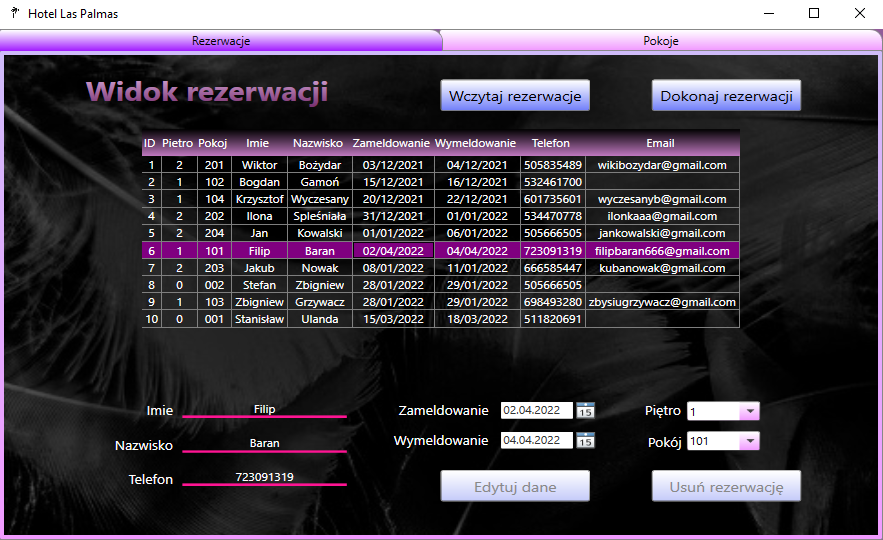 Hotel Las Palmas
Rezerwacje Pokoje
Widok rezerwacji Wczytaj rezerwacje Dokonaj rezerwacji
ID Pietro Pokoj Imie Nazwisko Zameldowanie Wymeldowanie Telefon Email
1 2 201 Wiktor Bożydar 03/12/2021 04/12/2021 505835489 wikibozydar@gmail.com
2 1 102 Bogdan Gamoń 15/12/2021 16/12/2021 532461700
3 1 104 Krzysztof Wyczesany 20/12/2021 22/12/2021 601735601 wyczesanyb@gmail.com
4 2 202 Ilona Spleśniała 31/12/2021 01/01/2022 534470778 ilonkaaa@gmail.com
5 2 204 Jan Kowalski 01/01/2022 06/01/2022 505666505 jankowalski@gmail.com
6 1 101 Filip Baran 02/04/2022 04/04/2022 723091319 filipbaran666@gmail.com
7 2 203 Jakub Nowak 08/01/2022 11/01/2022 666585447 kubanowak@gmail.com
8 0 002 Stefan Zbigniew 28/01/2022 29/01/2022 505666505
9 1 103 Zbigniew Grzywacz 28/01/2022 29/01/2022 698493280 zbysiugrzywacz@gmail.com
10 0 001 Stanisław Ulanda 15/03/2022 18/03/2022 511820691
Imie Filip Zameldowanie 02.04.2022 15 Piętro 1
Nazwisko Baran Wymeldowanie 04.04.2022 15 Pokój 101
Telefon 723091319 Edytuj dane Usuń rezerwację